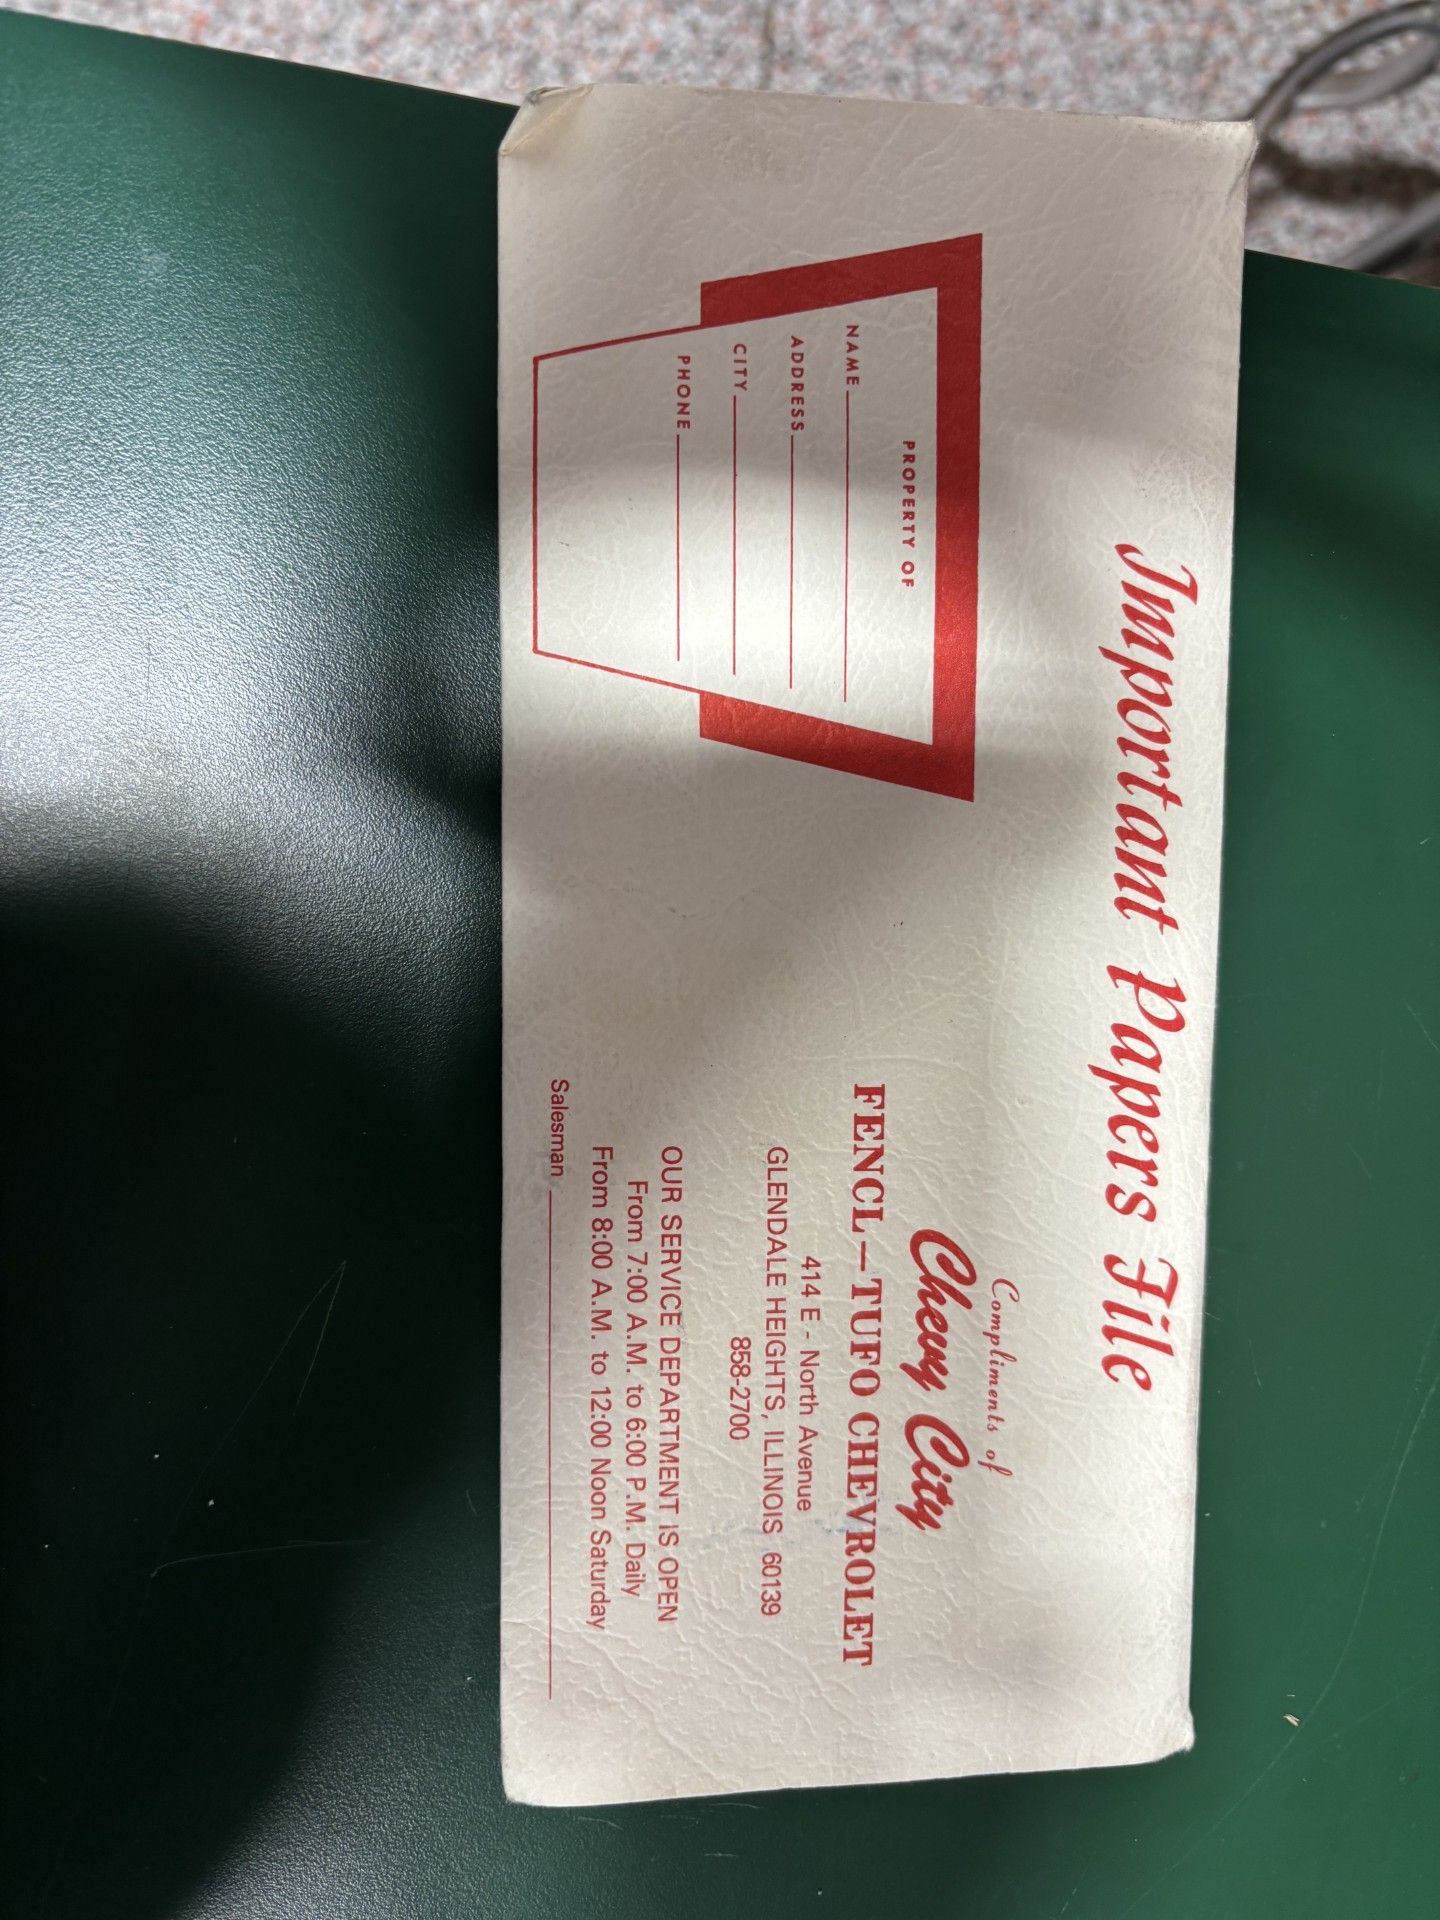 Important Papers File
PROPERTY OF
NAME
ADDRESS
CITY
PHONE
Compliments of
Chevy City
FENCL—TUFO CHEVROLET
414 E - North Avenue
GLENDALE HEIGHTS, ILLINOIS 60139
858-2700
OUR SERVICE DEPARTMENT IS OPEN
From 7:00 A.M. to 6:00 P.M. Daily
From 8:00 A.M. to 12:00 Noon Saturday
Salesman